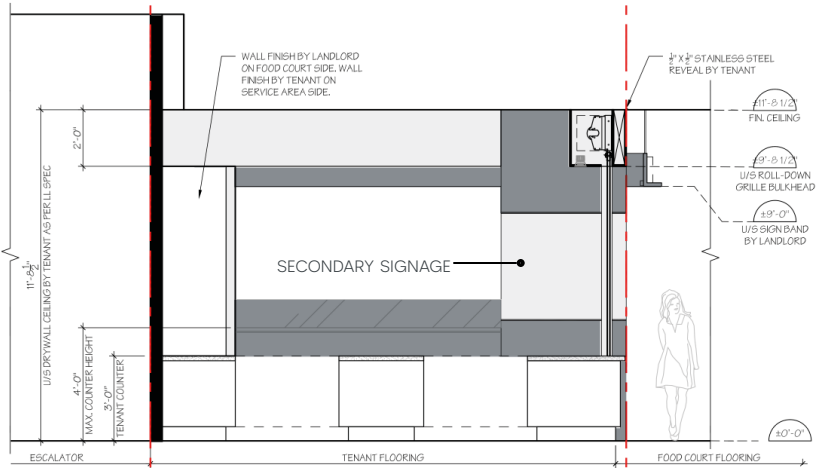 WALL FINISH BY LANDLORD
ON FOOD COURT SIDE. WALL
FINISH BY TENANT ON
SERVICE AREA SIDE.
½" X ½" STAINLESS STEEL
REVEAL BY TENANT
±11'-8 1/2"
FIN. CEILING
±9'-8 1/2"
U/S ROLL-DOWN
GRILLE BULKHEAD
±9'-0"
U/S SIGN BAND
BY LANDLORD
2'-0"
11'-8½"
U/S DRYWALL CEILING BY TENANT AS PER LL SPEC
SECONDARY SIGNAGE
4'-0"
MAX. COUNTER HEIGHT
3'-0"
TENANT COUNTER
±0'-0"
ESCALATOR
TENANT FLOORING
FOOD COURT FLOORING